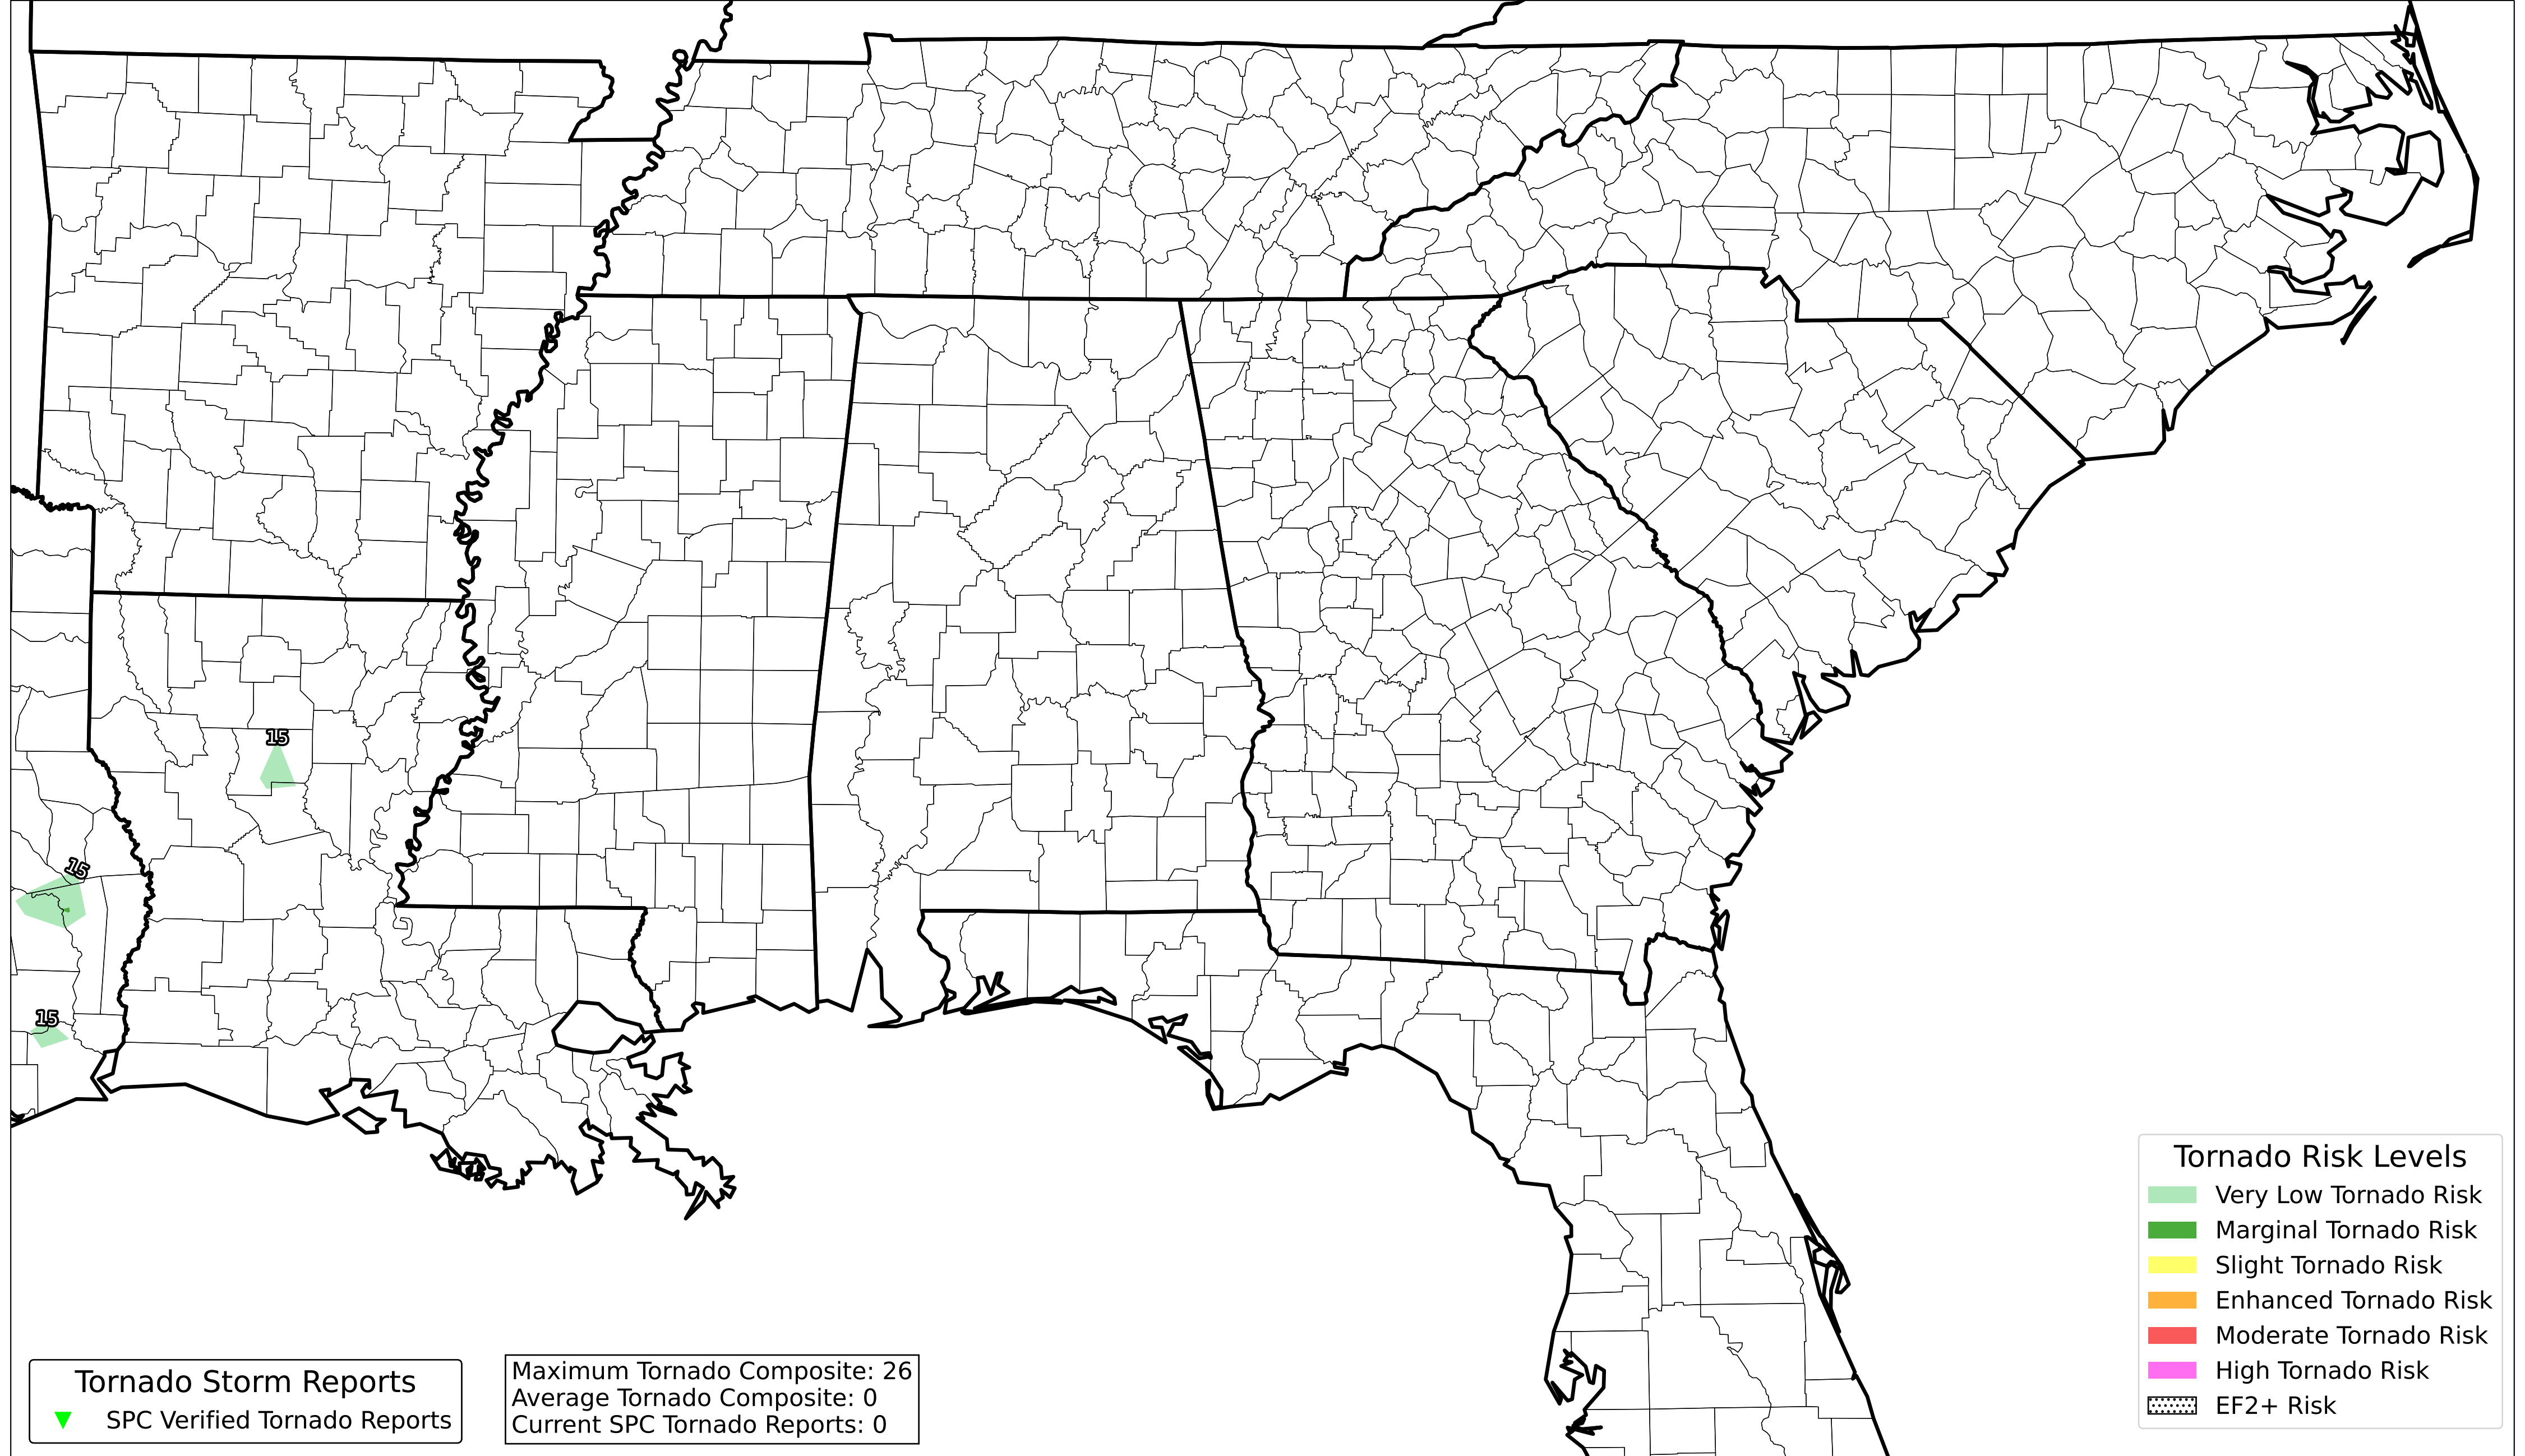 15
15
15
Tornado Risk Levels
Very Low Tornado Risk
Marginal Tornado Risk
Slight Tornado Risk
Enhanced Tornado Risk
Moderate Tornado Risk
High Tornado Risk
EF2+ Risk
Tornado Storm Reports
SPC Verified Tornado Reports
Maximum Tornado Composite: 26
Average Tornado Composite: 0
Current SPC Tornado Reports: 0